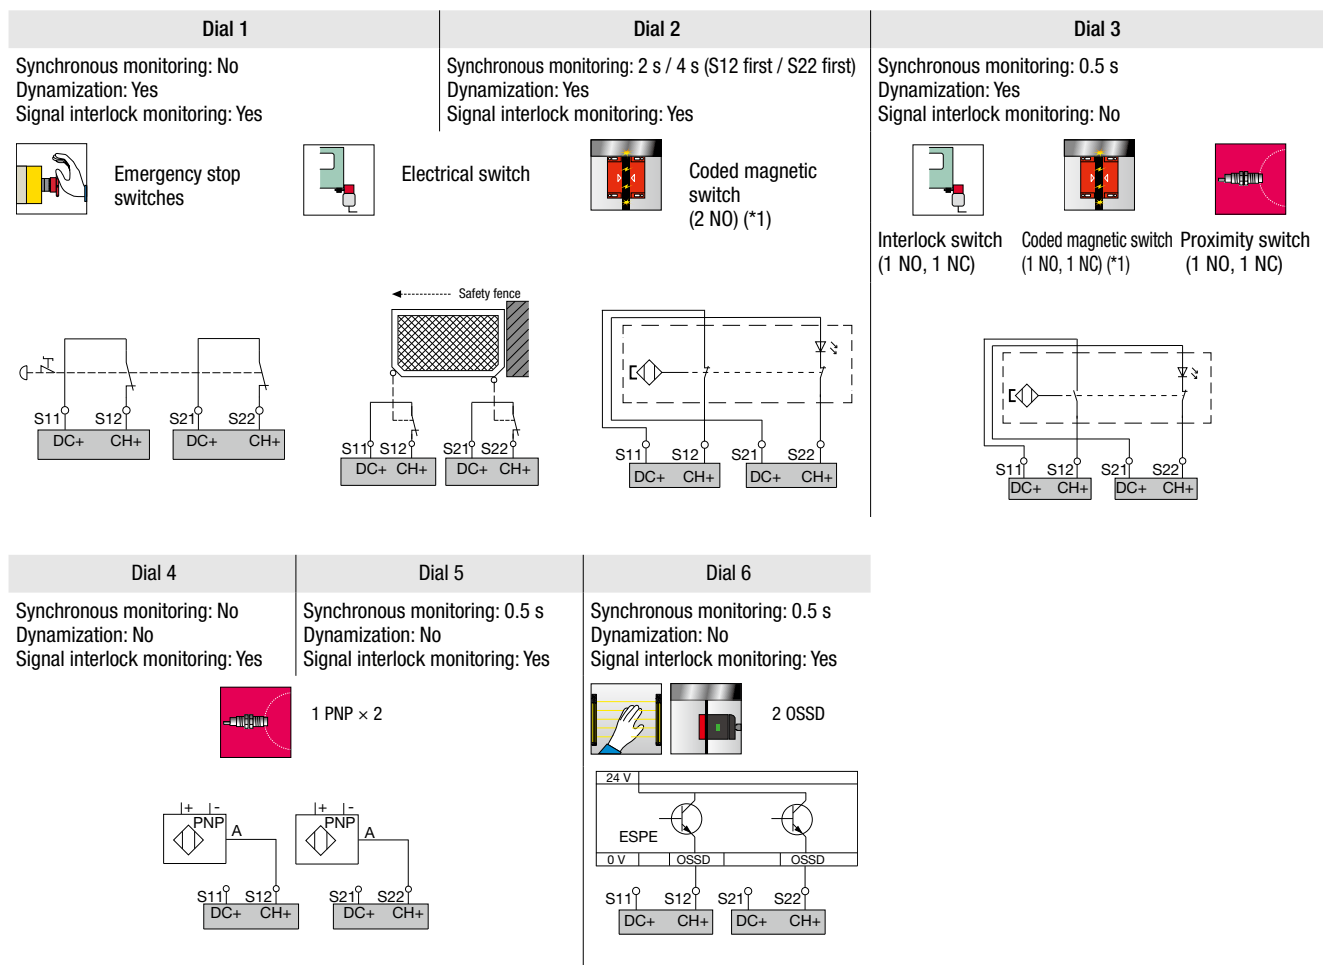 Dial 1
Dial 2
Dial 3
Synchronous monitoring: No
Dynamization: Yes
Signal interlock monitoring: Yes
Synchronous monitoring: 2 s / 4 s (S12 first / S22 first)
Dynamization: Yes
Signal interlock monitoring: Yes
Synchronous monitoring: 0.5 s
Dynamization: Yes
Signal interlock monitoring: No
Emergency stop
switches
Electrical switch
Coded magnetic
switch
(2 NO) (*1)
Interlock switch
(1 NO, 1 NC)
Coded magnetic switch
(1 NO, 1 NC) (*1)
Proximity switch
(1 NO, 1 NC)
Safety fence
S11 S12 S21 S22
DC+ CH+ DC+ CH+
S11 S12 S21 S22
DC+ CH+ DC+ CH+
S11 S12 S21 S22
DC+ CH+ DC+ CH+
S11 S12 S21 S22
DC+ CH+ DC+ CH+
Dial 4
Dial 5
Dial 6
Synchronous monitoring: No
Dynamization: No
Signal interlock monitoring: Yes
Synchronous monitoring: 0.5 s
Dynamization: No
Signal interlock monitoring: Yes
Synchronous monitoring: 0.5 s
Dynamization: No
Signal interlock monitoring: Yes
1 PNP × 2
2 OSSD
+ - + -
PNP A PNP A
S11 S12 S21 S22
DC+ CH+ DC+ CH+
24 V
ESPE
0 V OSSD OSSD
S11 S12 S21 S22
DC+ CH+ DC+ CH+